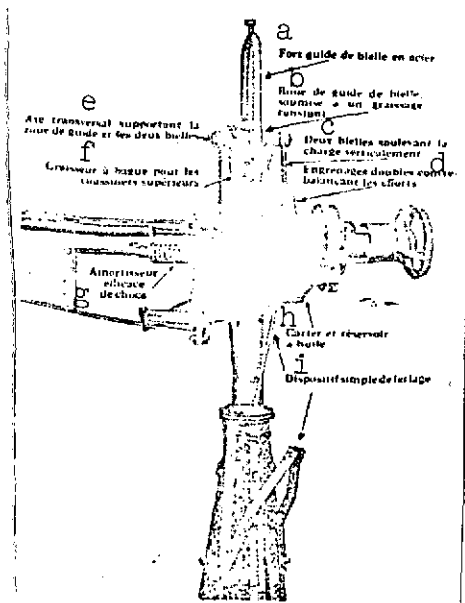 a
Fort guide de bielle en acier
b
Roue de guide de bielle,
soumise à un graissage
constant
c
Deux bielles soulevant la
charge verticalement
d
Engrenages doubles contre-
balançant les efforts
e
Axe transversal supportant la
roue de guide et les deux bielles
f
Graisseur à bague pour les
coussinets supérieurs
Amortisseur
efficace
de chocs
g
h
Carter et réservoir
à huile
i
Dispositif simple de ferlage